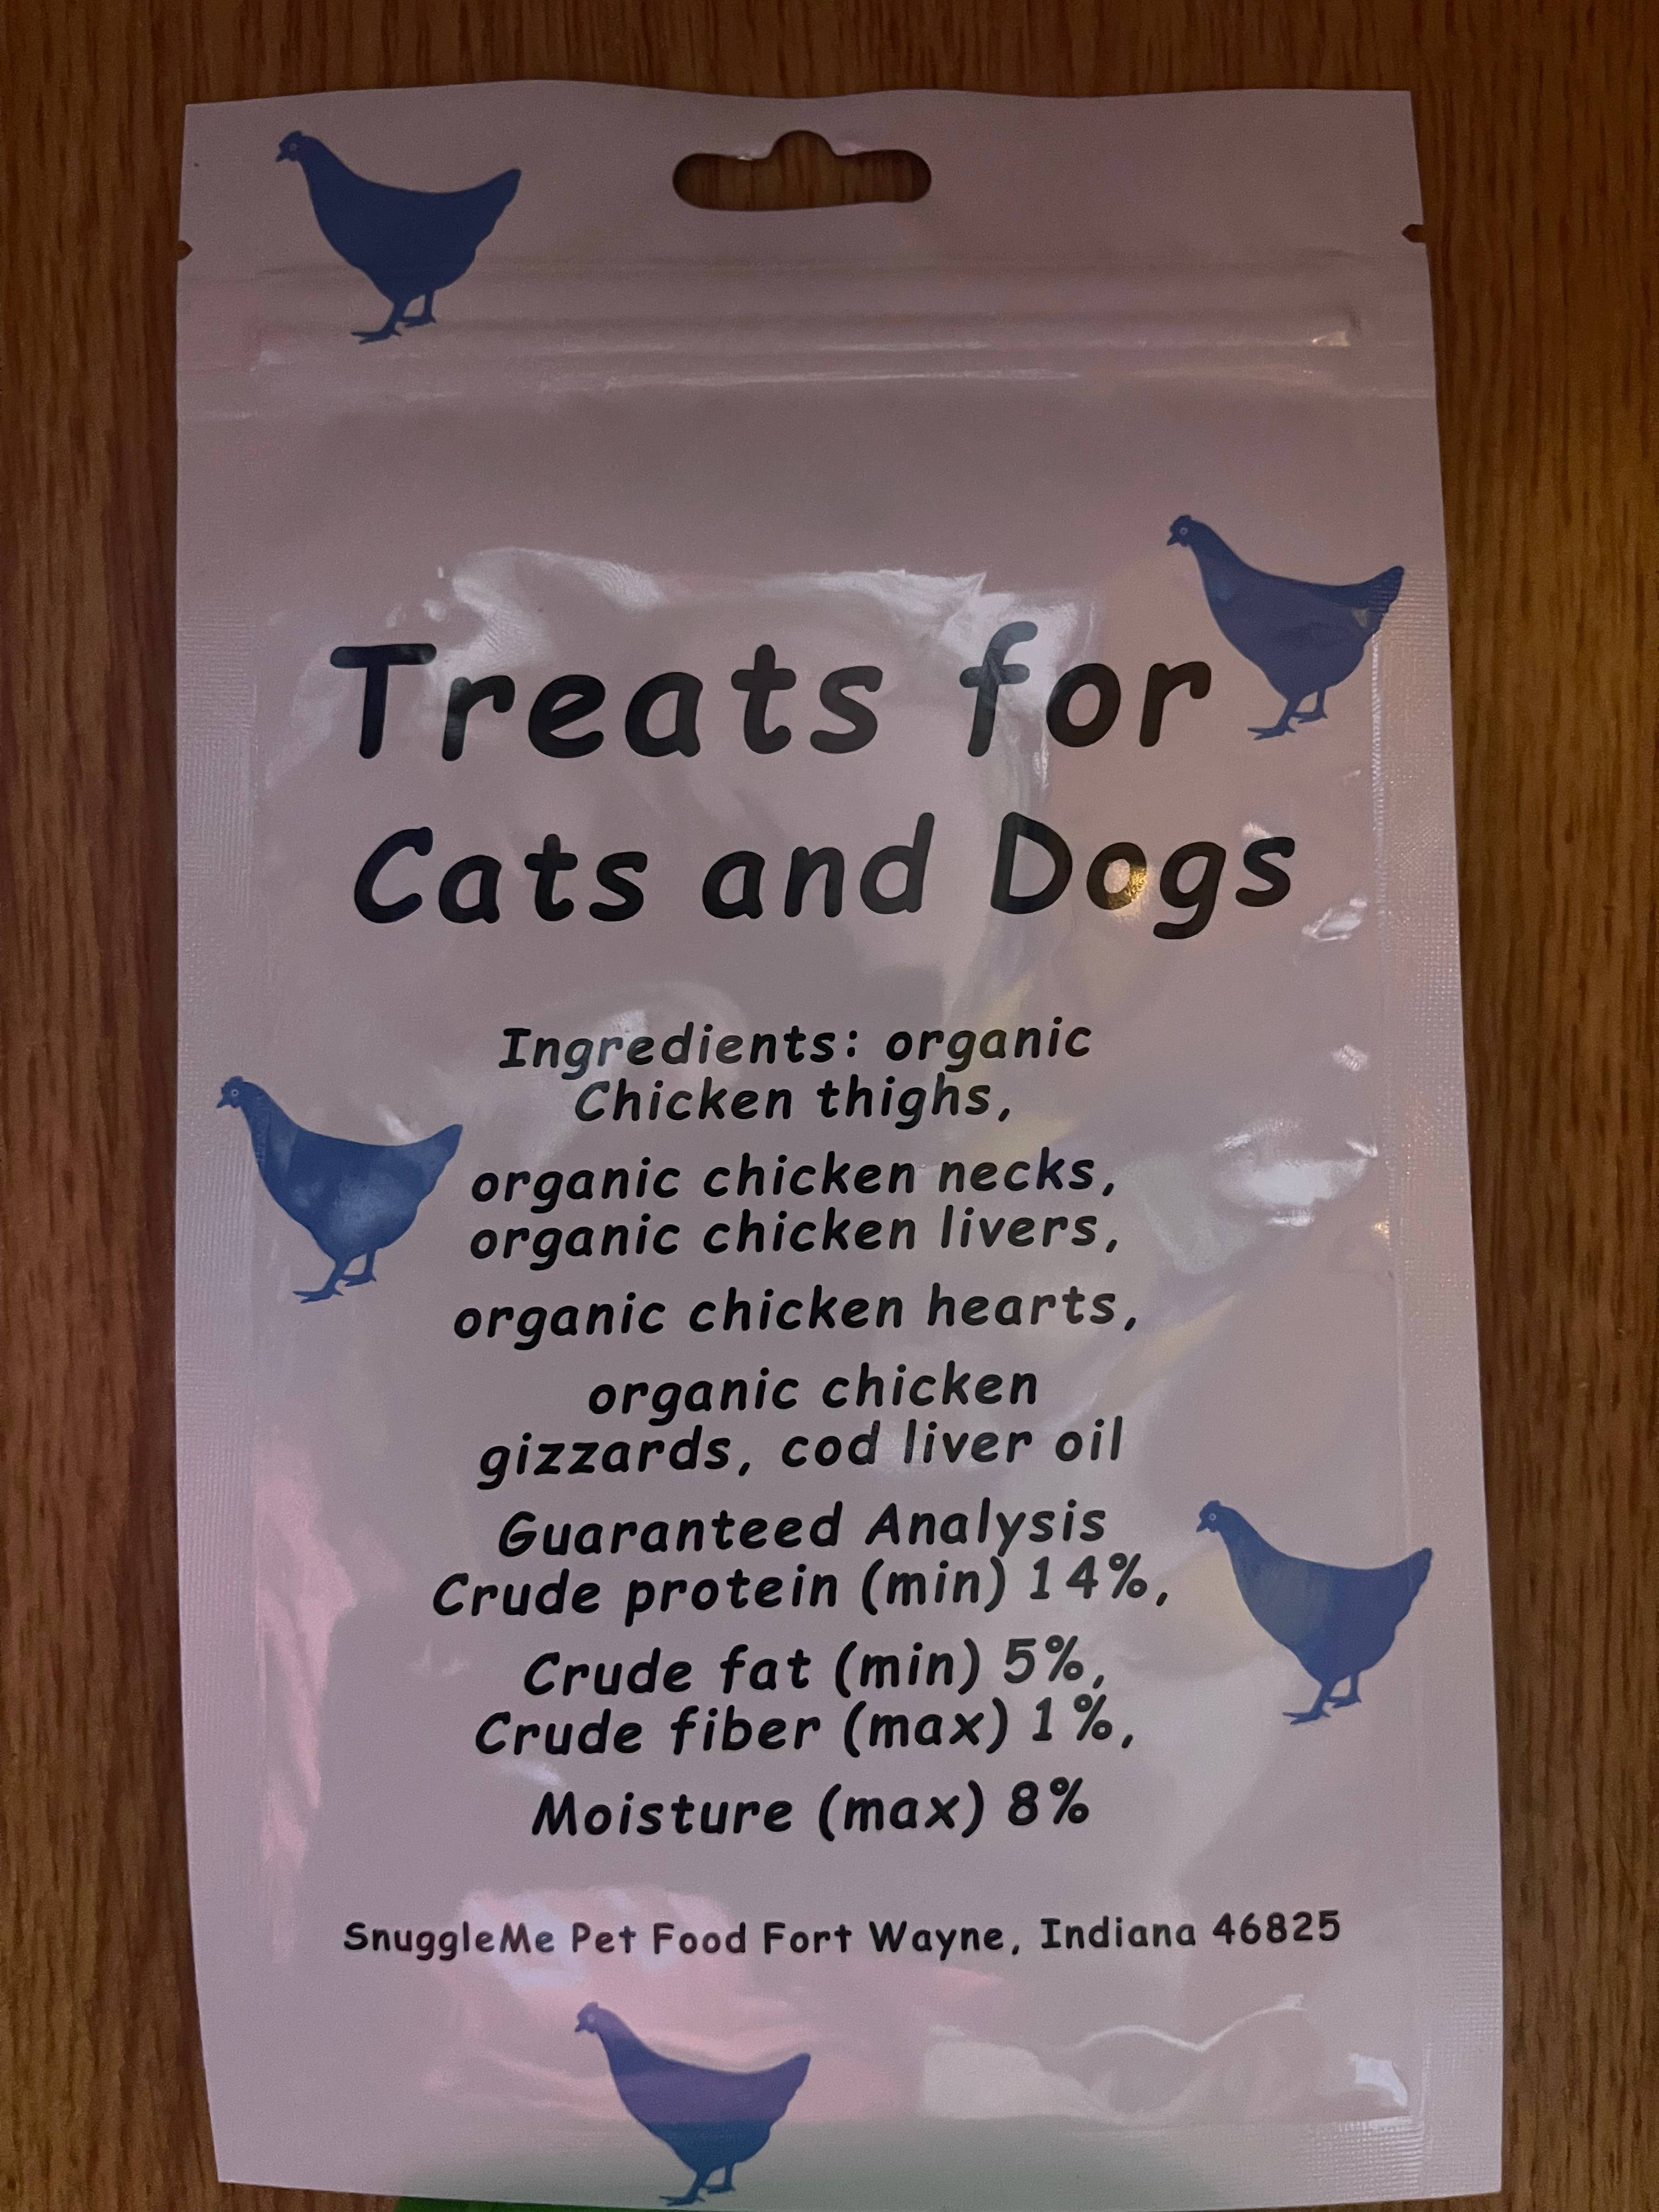 Treats for
Cats and Dogs
Ingredients: organic
Chicken thighs,
organic chicken necks,
organic chicken livers,
organic chicken hearts,
organic chicken
gizzards, cod liver oil
Guaranteed Analysis
Crude protein (min) 14%,
Crude fat (min) 5%,
Crude fiber (max) 1%,
Moisture (max) 8%
SnuggleMe Pet Food Fort Wayne, Indiana 46825